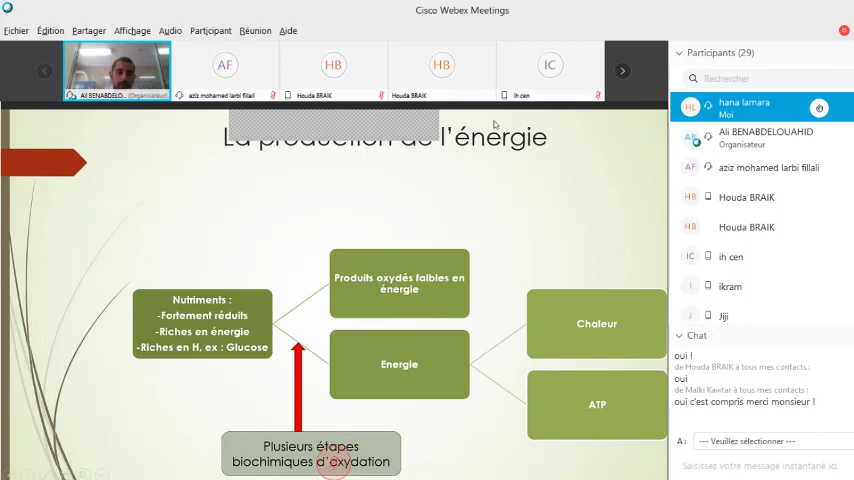 Cisco Webex Meetings
Fichier Édition Partager Affichage Audio Participant Réunion Aide
Participants (29)
Rechercher
AF
HB
HB
IC
Ali BENABDELO... (Organisateur)
aziz mohamed larbi fillali
Houda BRAIK
Houda BRAIK
ih cen
HL
hana lamara
Moi
AB
Ali BENABDELOUAHID
Organisateur
AF
aziz mohamed larbi fillali
HB
Houda BRAIK
HB
Houda BRAIK
IC
ih cen
I
ikram
J
Jiji
La production de l'énergie
Nutriments :
-Fortement réduits
-Riches en énergie
-Riches en H, ex : Glucose
Produits oxydés faibles en
énergie
Energie
Chaleur
ATP
Plusieurs étapes
biochimiques d'oxydation
Chat
oui !
de Houda BRAIK à tous mes contacts :
oui
de Malki Kawtar à tous mes contacts :
oui c'est compris merci monsieur !
A :
--- Veuillez sélectionner ---
Saisissez votre message instantané ici.